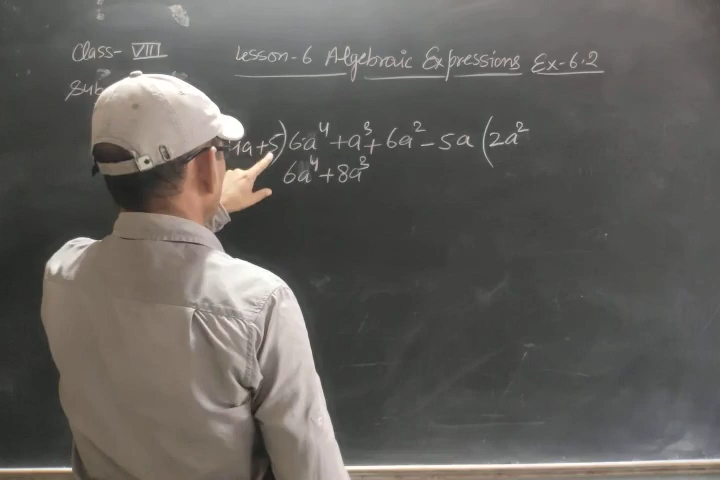 Class- VIII
Lesson-6 Algebraic Expressions Ex-6.2
Sub
4a+5)6a⁴+a³+6a²-5a(2a²
6a⁴+8a³